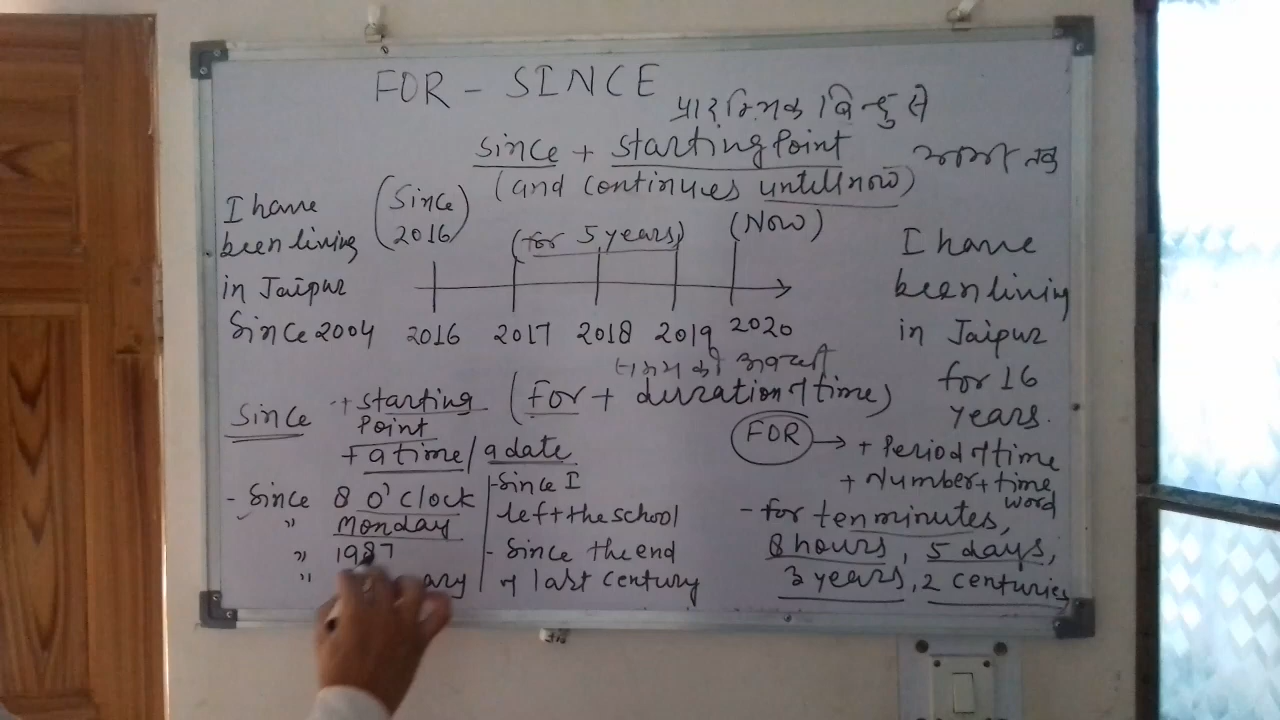 FOR - SINCE
प्रारम्भिक बिन्दु से
Since + starting Point
(and continues untill now)
I have
been living
in Jaipur
Since 2004
(Since
2016)
(for 5 years)
(Now)
2016 2017 2018 2019 2020
I have
been living
in Jaipur
for 16
years.
समय की अवधि
(For + duration of time)
Since + starting
Point
+ a time / a date
- Since 8 O'clock
" Monday
" 1987
"
- Since I
left the school
- Since the end
of last century
FOR → + Period of time
+ Number + time
word
- for ten minutes,
8 hours, 5 days,
3 years, 2 centuries